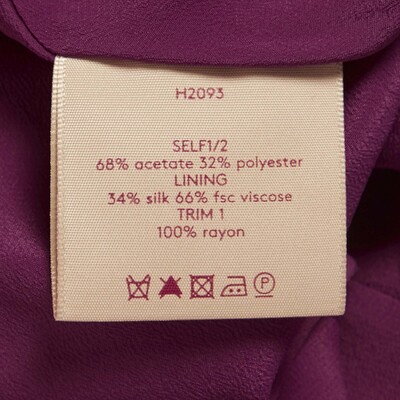 H2093
SELF1/2
68% acetate 32% polyester
LINING
34% silk 66% fsc viscose
TRIM 1
100% rayon
P